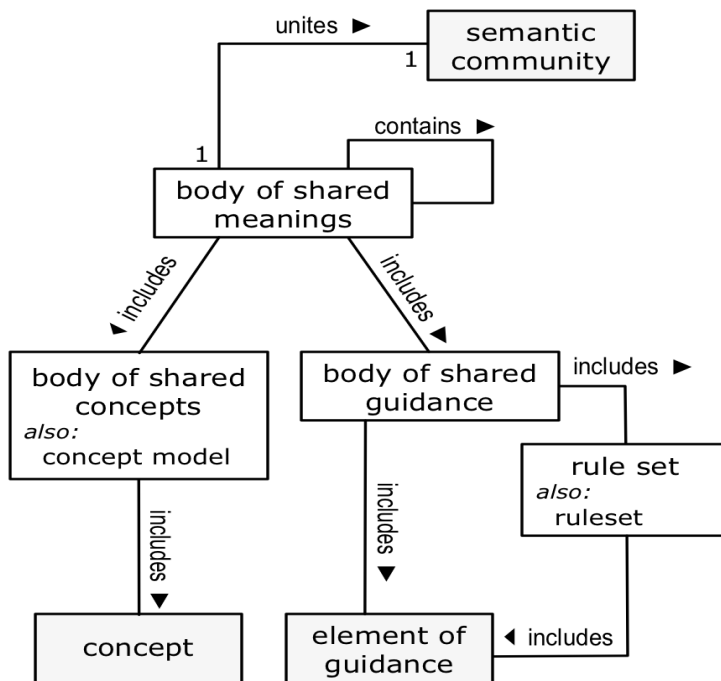 unites ►
semantic
community
1
contains ►
1
body of shared
meanings
includes
includes
body of shared
concepts
also:
concept model
body of shared
guidance
includes ►
rule set
also:
ruleset
includes
includes
concept
element of
guidance
◄ includes